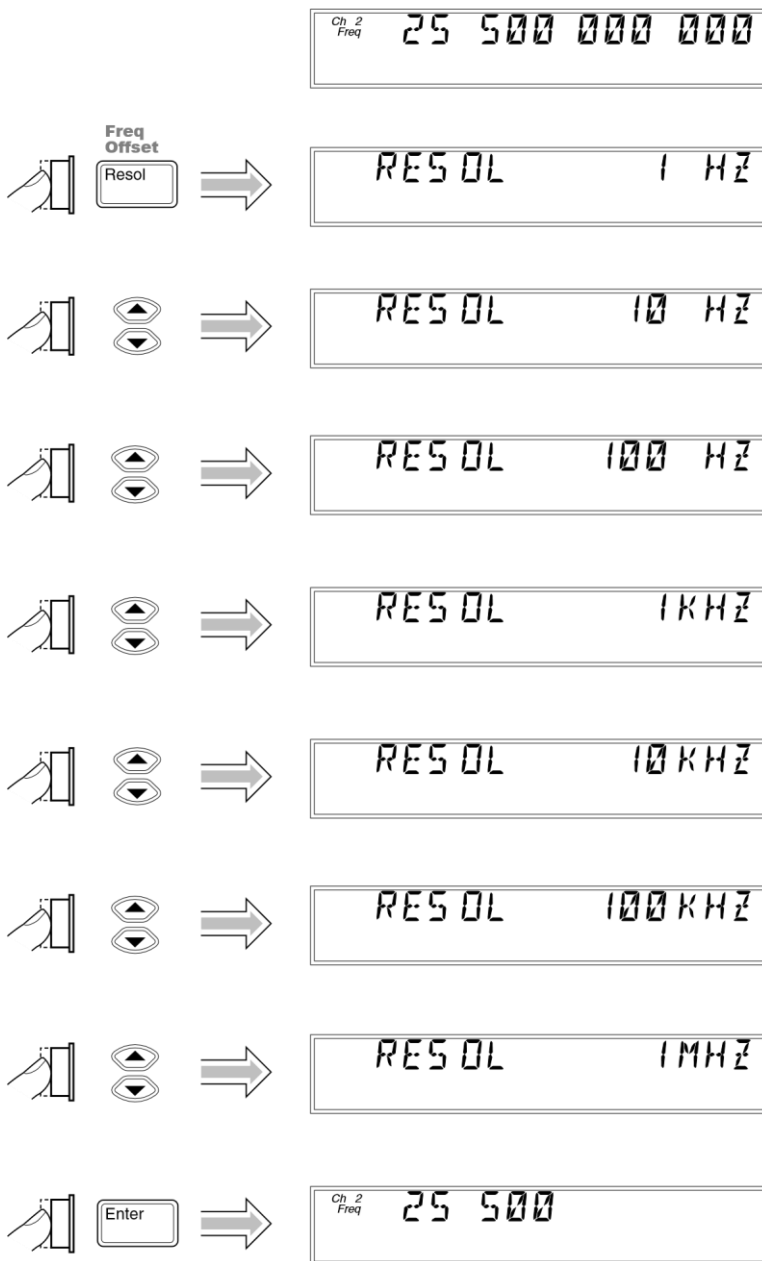 Ch 2 Freq 25 500 000 000
Freq
Offset
Resol
RESOL 1 HZ
RESOL 10 HZ
RESOL 100 HZ
RESOL 1KHZ
RESOL 10KHZ
RESOL 100KHZ
RESOL 1MHZ
Enter
Ch 2 Freq 25 500